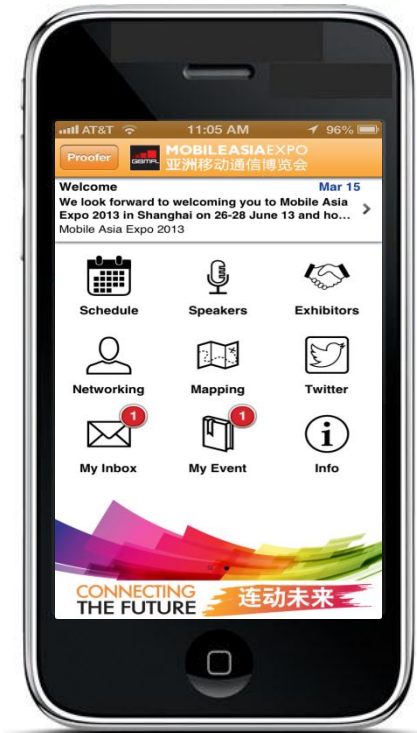 AT&T 11:05 AM 96%
Proofer GSMA MOBILEASIAEXPO
亚洲移动通信博览会
Welcome Mar 15
We look forward to welcoming you to Mobile Asia
Expo 2013 in Shanghai on 26-28 June 13 and ho...
Mobile Asia Expo 2013
Schedule Speakers Exhibitors
Networking Mapping Twitter
1 1
My Inbox My Event Info
CONNECTING
THE FUTURE 连动未来